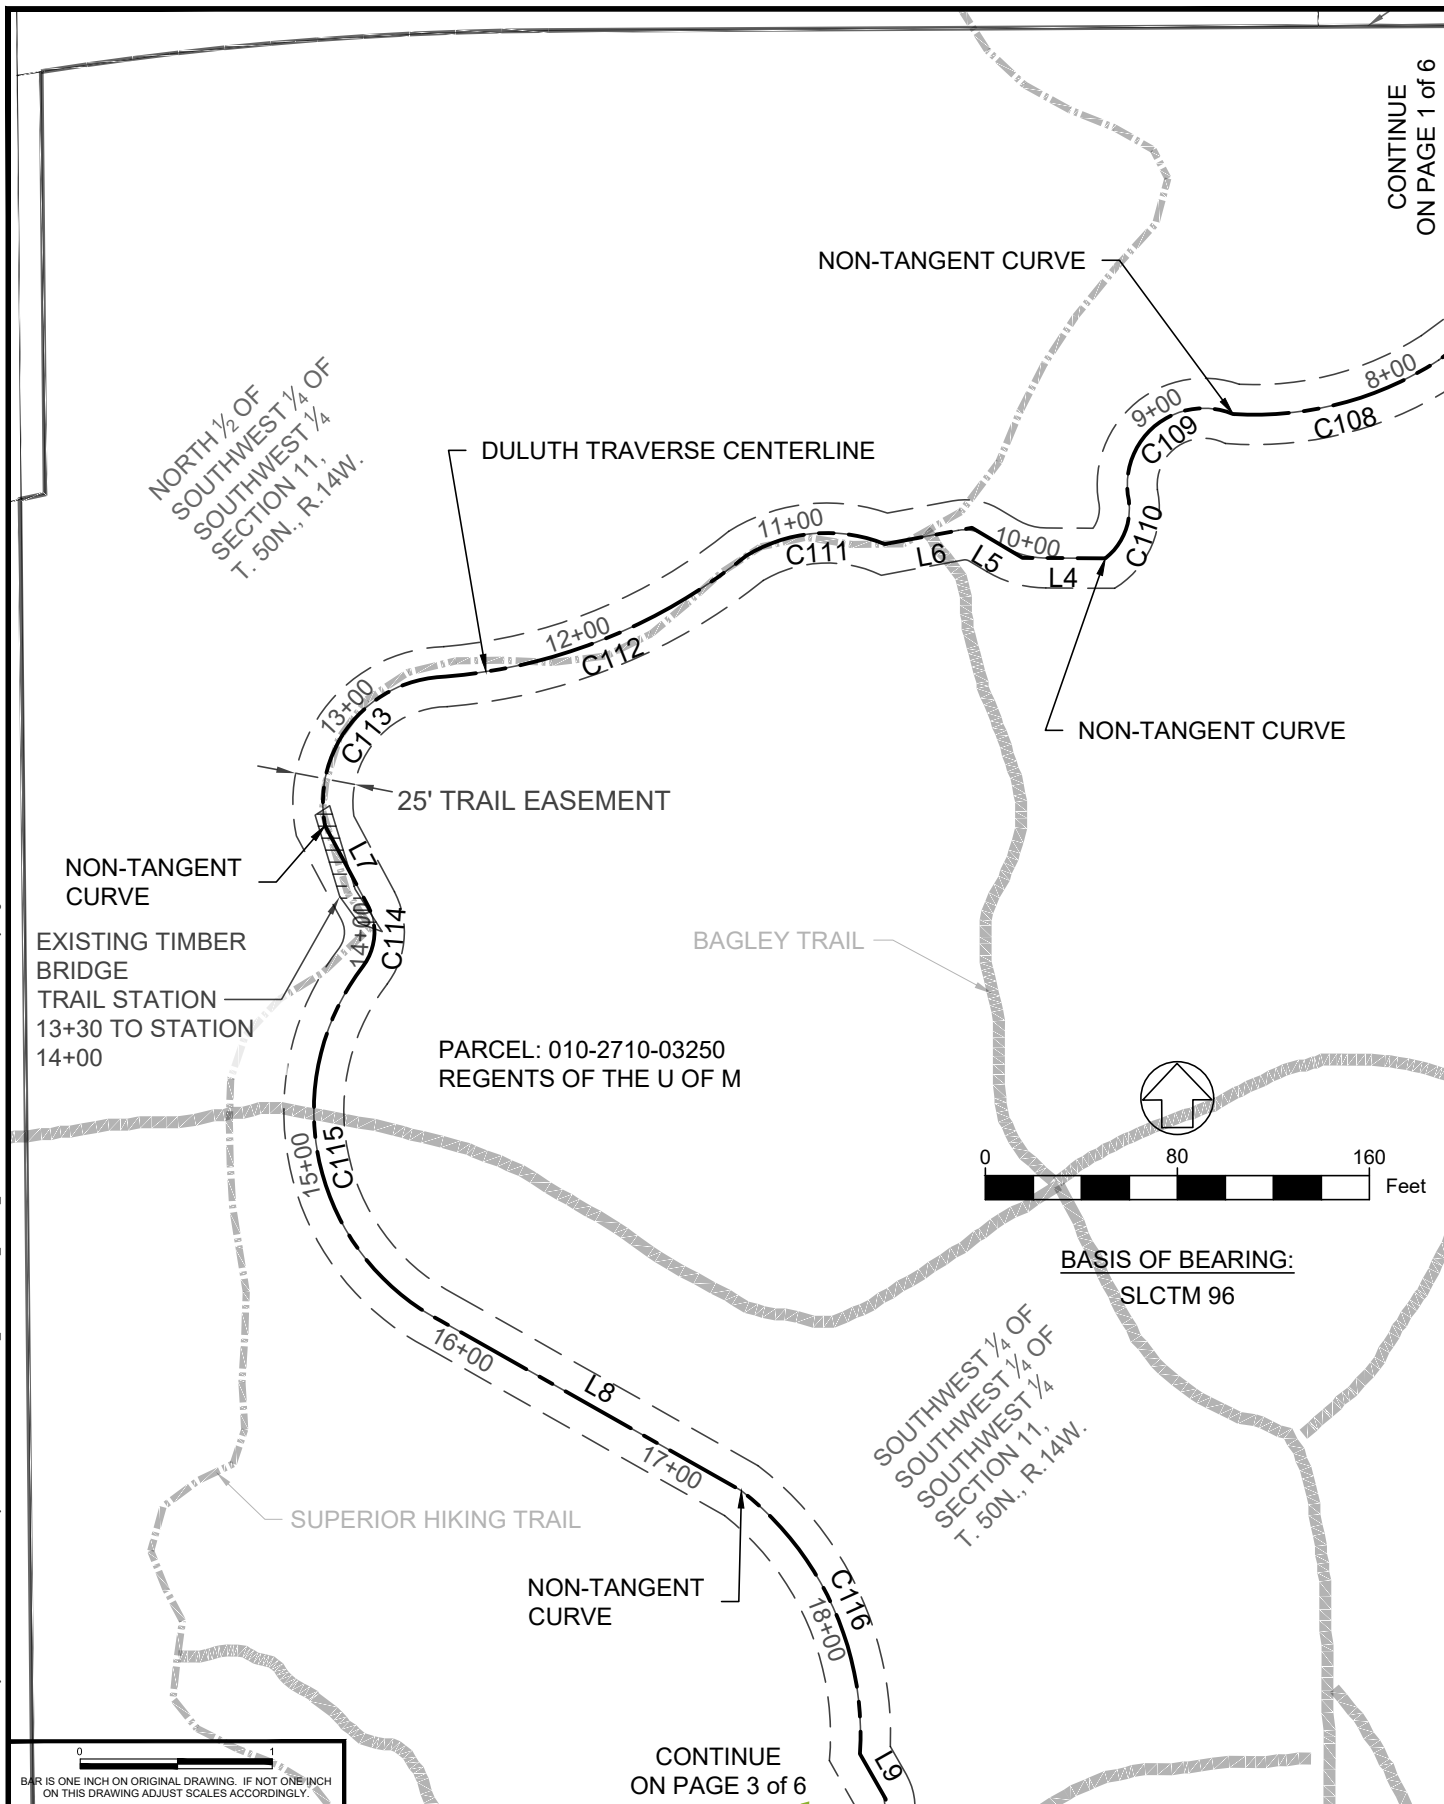 CONTINUE
ON PAGE 1 of 6
NON-TANGENT CURVE
8+00
C108
9+00
C109
C110
NORTH ½ OF
SOUTHWEST ¼ OF
SOUTHWEST ¼
SECTION 11,
T. 50N., R.14W.
DULUTH TRAVERSE CENTERLINE
11+00
C111
L6
L5
10+00
L4
12+00
C112
NON-TANGENT CURVE
13+00
C113
25' TRAIL EASEMENT
L7
NON-TANGENT
CURVE
14+00
C114
EXISTING TIMBER
BRIDGE
TRAIL STATION
13+30 TO STATION
14+00
BAGLEY TRAIL
PARCEL: 010-2710-03250
REGENTS OF THE U OF M
15+00
C115
0 80 160
Feet
BASIS OF BEARING:
SLCTM 96
16+00
L8
17+00
SOUTHWEST ¼ OF
SOUTHWEST ¼ OF
SOUTHWEST ¼
SECTION 11,
T. 50N., R.14W.
SUPERIOR HIKING TRAIL
NON-TANGENT
CURVE
C116
18+00
L9
CONTINUE
ON PAGE 3 of 6
0 1
BAR IS ONE INCH ON ORIGINAL DRAWING. IF NOT ONE INCH
ON THIS DRAWING ADJUST SCALES ACCORDINGLY.